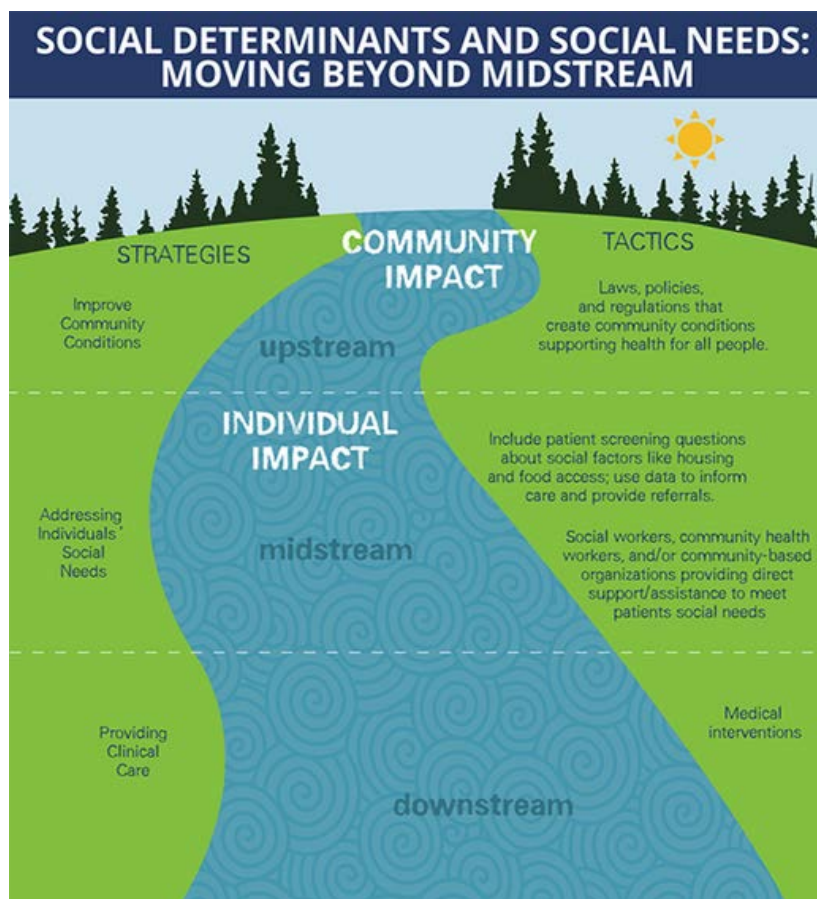 SOCIAL DETERMINANTS AND SOCIAL NEEDS:
MOVING BEYOND MIDSTREAM
STRATEGIES
COMMUNITY
IMPACT
TACTICS
Improve
Community
Conditions
upstream
Laws, policies,
and regulations that
create community conditions
supporting health for all people.
INDIVIDUAL
IMPACT
Addressing
Individuals'
Social
Needs
midstream
Include patient screening questions
about social factors like housing
and food access; use data to inform
care and provide referrals.
Social workers, community health
workers, and/or community-based
organizations providing direct
support/assistance to meet
patients social needs
Providing
Clinical
Care
downstream
Medical
interventions